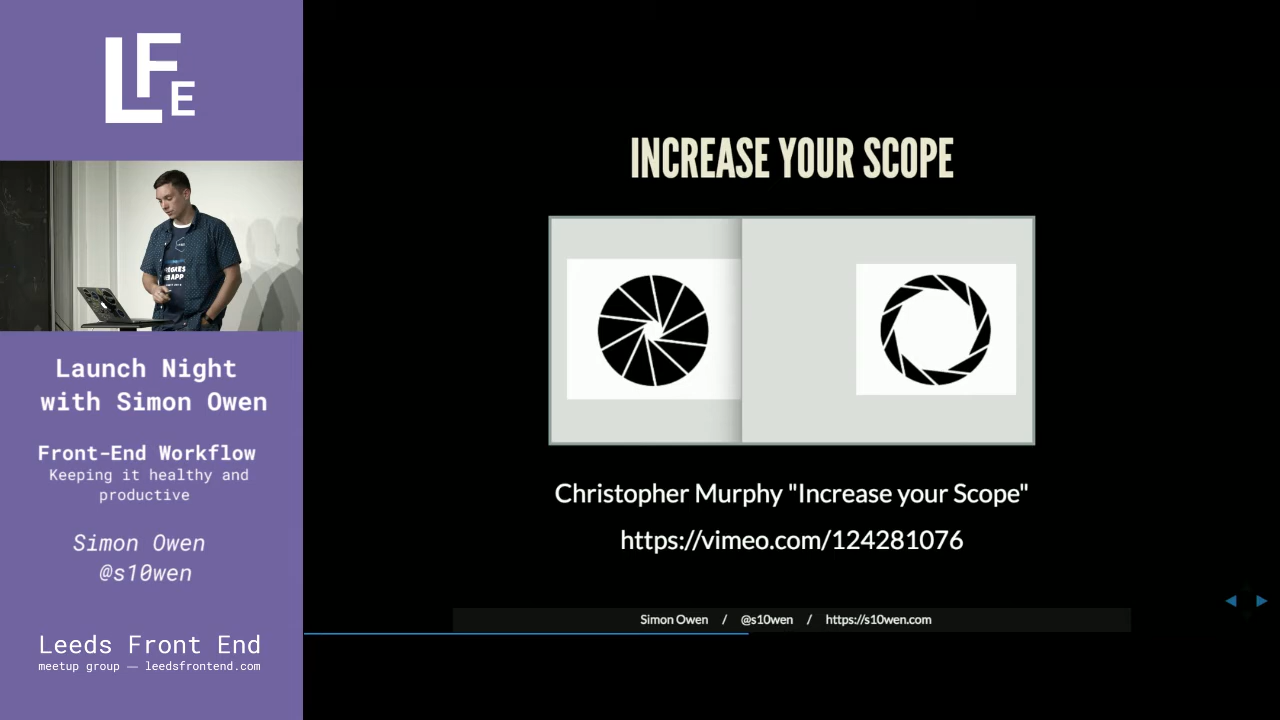 LFE
Launch Night
with Simon Owen
Front-End Workflow
Keeping it healthy and
productive
Simon Owen
@s10wen
Leeds Front End
meetup group — leedsfrontend.com
INCREASE YOUR SCOPE
Christopher Murphy "Increase your Scope"
https://vimeo.com/124281076
Simon Owen / @s10wen / https://s10wen.com